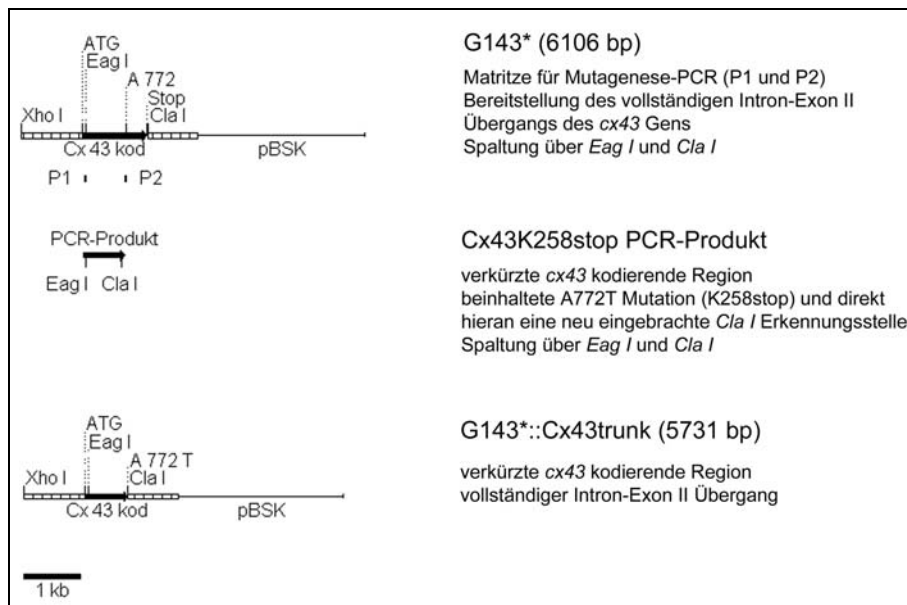 ATG
Eag I
A 772
Stop
Xho I
Cla I
Cx 43 kod
pBSK
P1
P2
G143* (6106 bp)
Matritze für Mutagenese-PCR (P1 und P2)
Bereitstellung des vollständigen Intron-Exon II
Übergangs des cx43 Gens
Spaltung über Eag I und Cla I
PCR-Produkt
Eag I
Cla I
Cx43K258stop PCR-Produkt
verkürzte cx43 kodierende Region
beinhaltete A772T Mutation (K258stop) und direkt
hieran eine neu eingebrachte Cla I Erkennungsstelle
Spaltung über Eag I und Cla I
ATG
Eag I
A 772 T
Xho I
Cla I
Cx 43 kod
pBSK
G143*::Cx43trunk (5731 bp)
verkürzte cx43 kodierende Region
vollständiger Intron-Exon II Übergang
1 kb